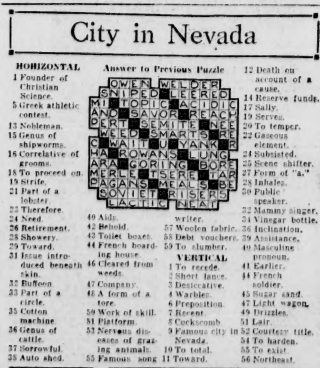 City in Nevada
HORIZONTAL
1 Founder of
Christian
Science.
5 Greek athletic
contest.
13 Nobleman.
15 Genus of
shipworms.
16 Correlative of
grooms.
18 To proceed on.
19 Strife.
21 Part of a
lobster.
23 Therefore.
24 Need.
26 Retirement.
28 Showery.
29 Toward.
31 Issue intro-
duced beneath
skin.
32 Buffoon
33 Part of a
circle.
35 Cotton
machine.
36 Genus of
cattle.
37 Sorrowful.
38 Auto shed.
Answer to Previous Puzzle
40 Aids.
42 Behold.
43 Toilet boxes.
44 French board-
ing house.
46 Cleared from
weeds.
47 Company.
48 A form of a
tore.
50 Work of skill.
51 Platform.
53 Nervous dis-
eases of graz-
ing animals.
55 Famous song
writer.
57 Woolen fabric.
58 Debt vouchers.
59 To slumber.
VERTICAL
1 To recede.
2 Short lance.
3 Desiccative.
4 Warbler.
6 Preposition.
7 Recent.
8 Cockscomb
9 Famous city in
Nevada.
10 To total.
11 Toward.
12 Death on
account of a
cause.
14 Reserve funds.
17 Sally.
19 Serves.
20 To temper.
22 Gaseous
element.
24 Subsisted.
25 Scene shifter.
27 Form of "a."
28 Inhales.
30 Public
speaker.
32 Mammy singer.
34 Vinegar bottle.
36 Inclination.
39 Assistance.
40 Masculine
pronoun.
41 Earlier.
44 French
soldier.
45 Sugar sand.
47 Light wagon.
49 Drizzles.
51 Lair.
52 Courtesy title.
54 To harden.
55 To exist.
56 Northeast.